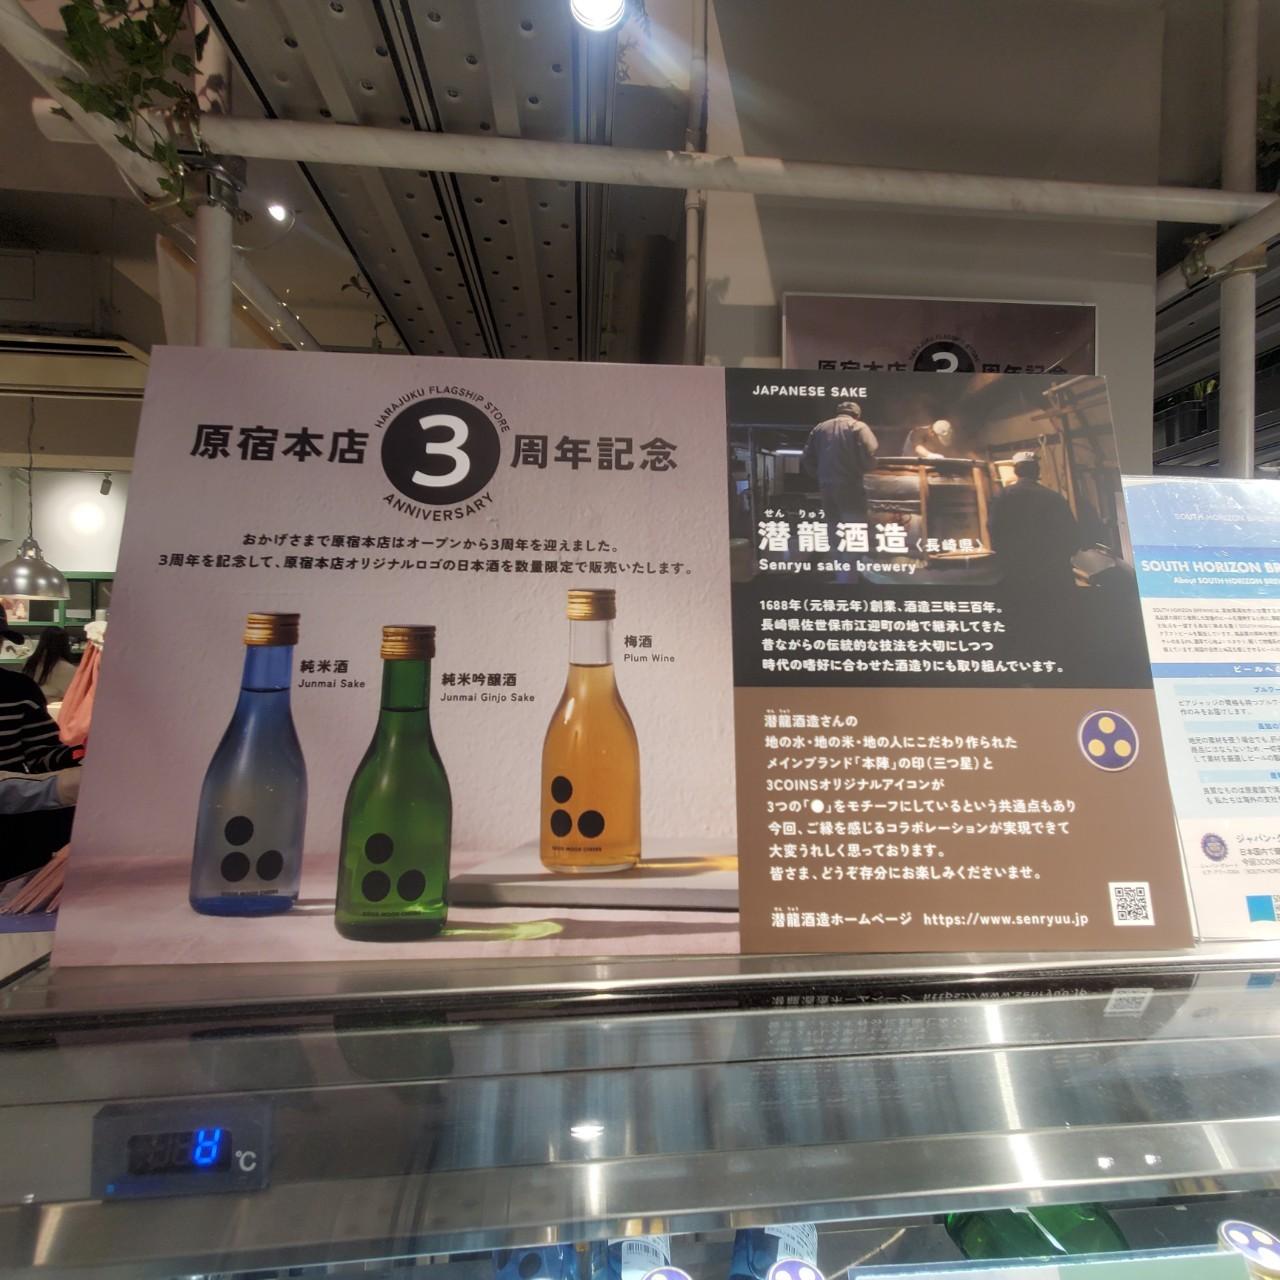 原宿本店
HARAJUKU FLAGSHIP STORE
3
ANNIVERSARY
周年記念
おかげさまで原宿本店はオープンから3周年を迎えました。
3周年を記念して、原宿本店オリジナルロゴの日本酒を数量限定で販売いたします。
純米酒
Junmai Sake
純米吟醸酒
Junmai Ginjo Sake
梅酒
Plum Wine
JAPANESE SAKE
せん りゅう
潜龍酒造〈長崎県〉
Senryu sake brewery
1688年(元禄元年)創業、酒造三昧三百年。
長崎県佐世保市江迎町の地で継承してきた
昔ながらの伝統的な技法を大切にしつつ
時代の嗜好に合わせた酒造りにも取り組んでいます。
せん りゅう
潜龍酒造さんの
地の水・地の米・地の人にこだわり作られた
メインブランド「本陣」の印(三つ星)と
3COINSオリジナルアイコンが
3つの「●」をモチーフにしているという共通点もあり
今回、ご縁を感じるコラボレーションが実現できて
大変うれしく思っております。
皆さま、どうぞ存分にお楽しみくださいませ。
せん りゅう
潜龍酒造ホームページ https://www.senryuu.jp
原宿本店
3
周年記念
SOUTH HORIZON
About SOUTH HORIZON
ビールへの
℃